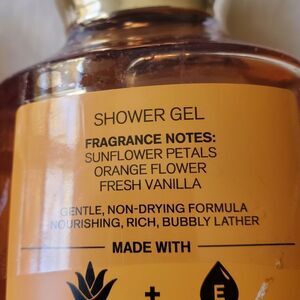 SHOWER GEL
FRAGRANCE NOTES:
SUNFLOWER PETALS
ORANGE FLOWER
FRESH VANILLA
GENTLE, NON-DRYING FORMULA
NOURISHING, RICH, BUBBLY LATHER
MADE WITH
+ E